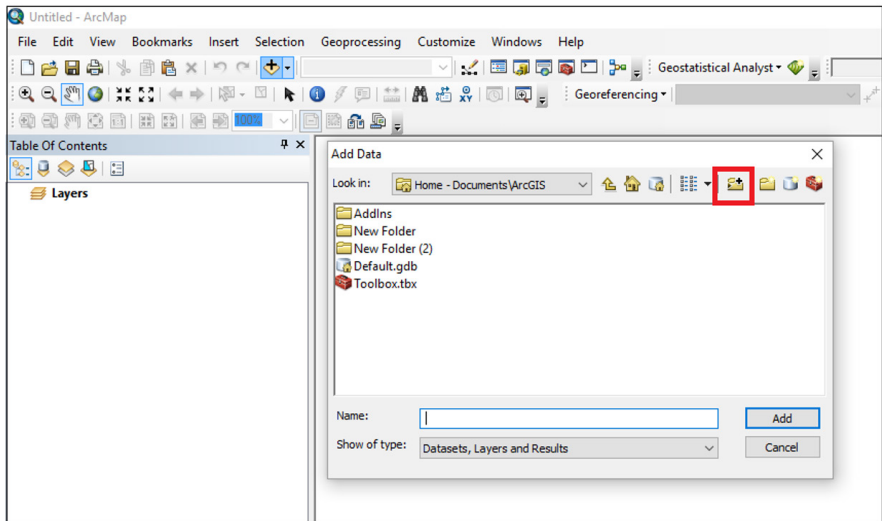 Untitled - ArcMap
File Edit View Bookmarks Insert Selection Geoprocessing Customize Windows Help
Geostatistical Analyst
Georeferencing
100%
Table Of Contents
Layers
Add Data
Look in: Home - Documents\ArcGIS
AddIns
New Folder
New Folder (2)
Default.gdb
Toolbox.tbx
Name: Add
Show of type: Datasets, Layers and Results Cancel